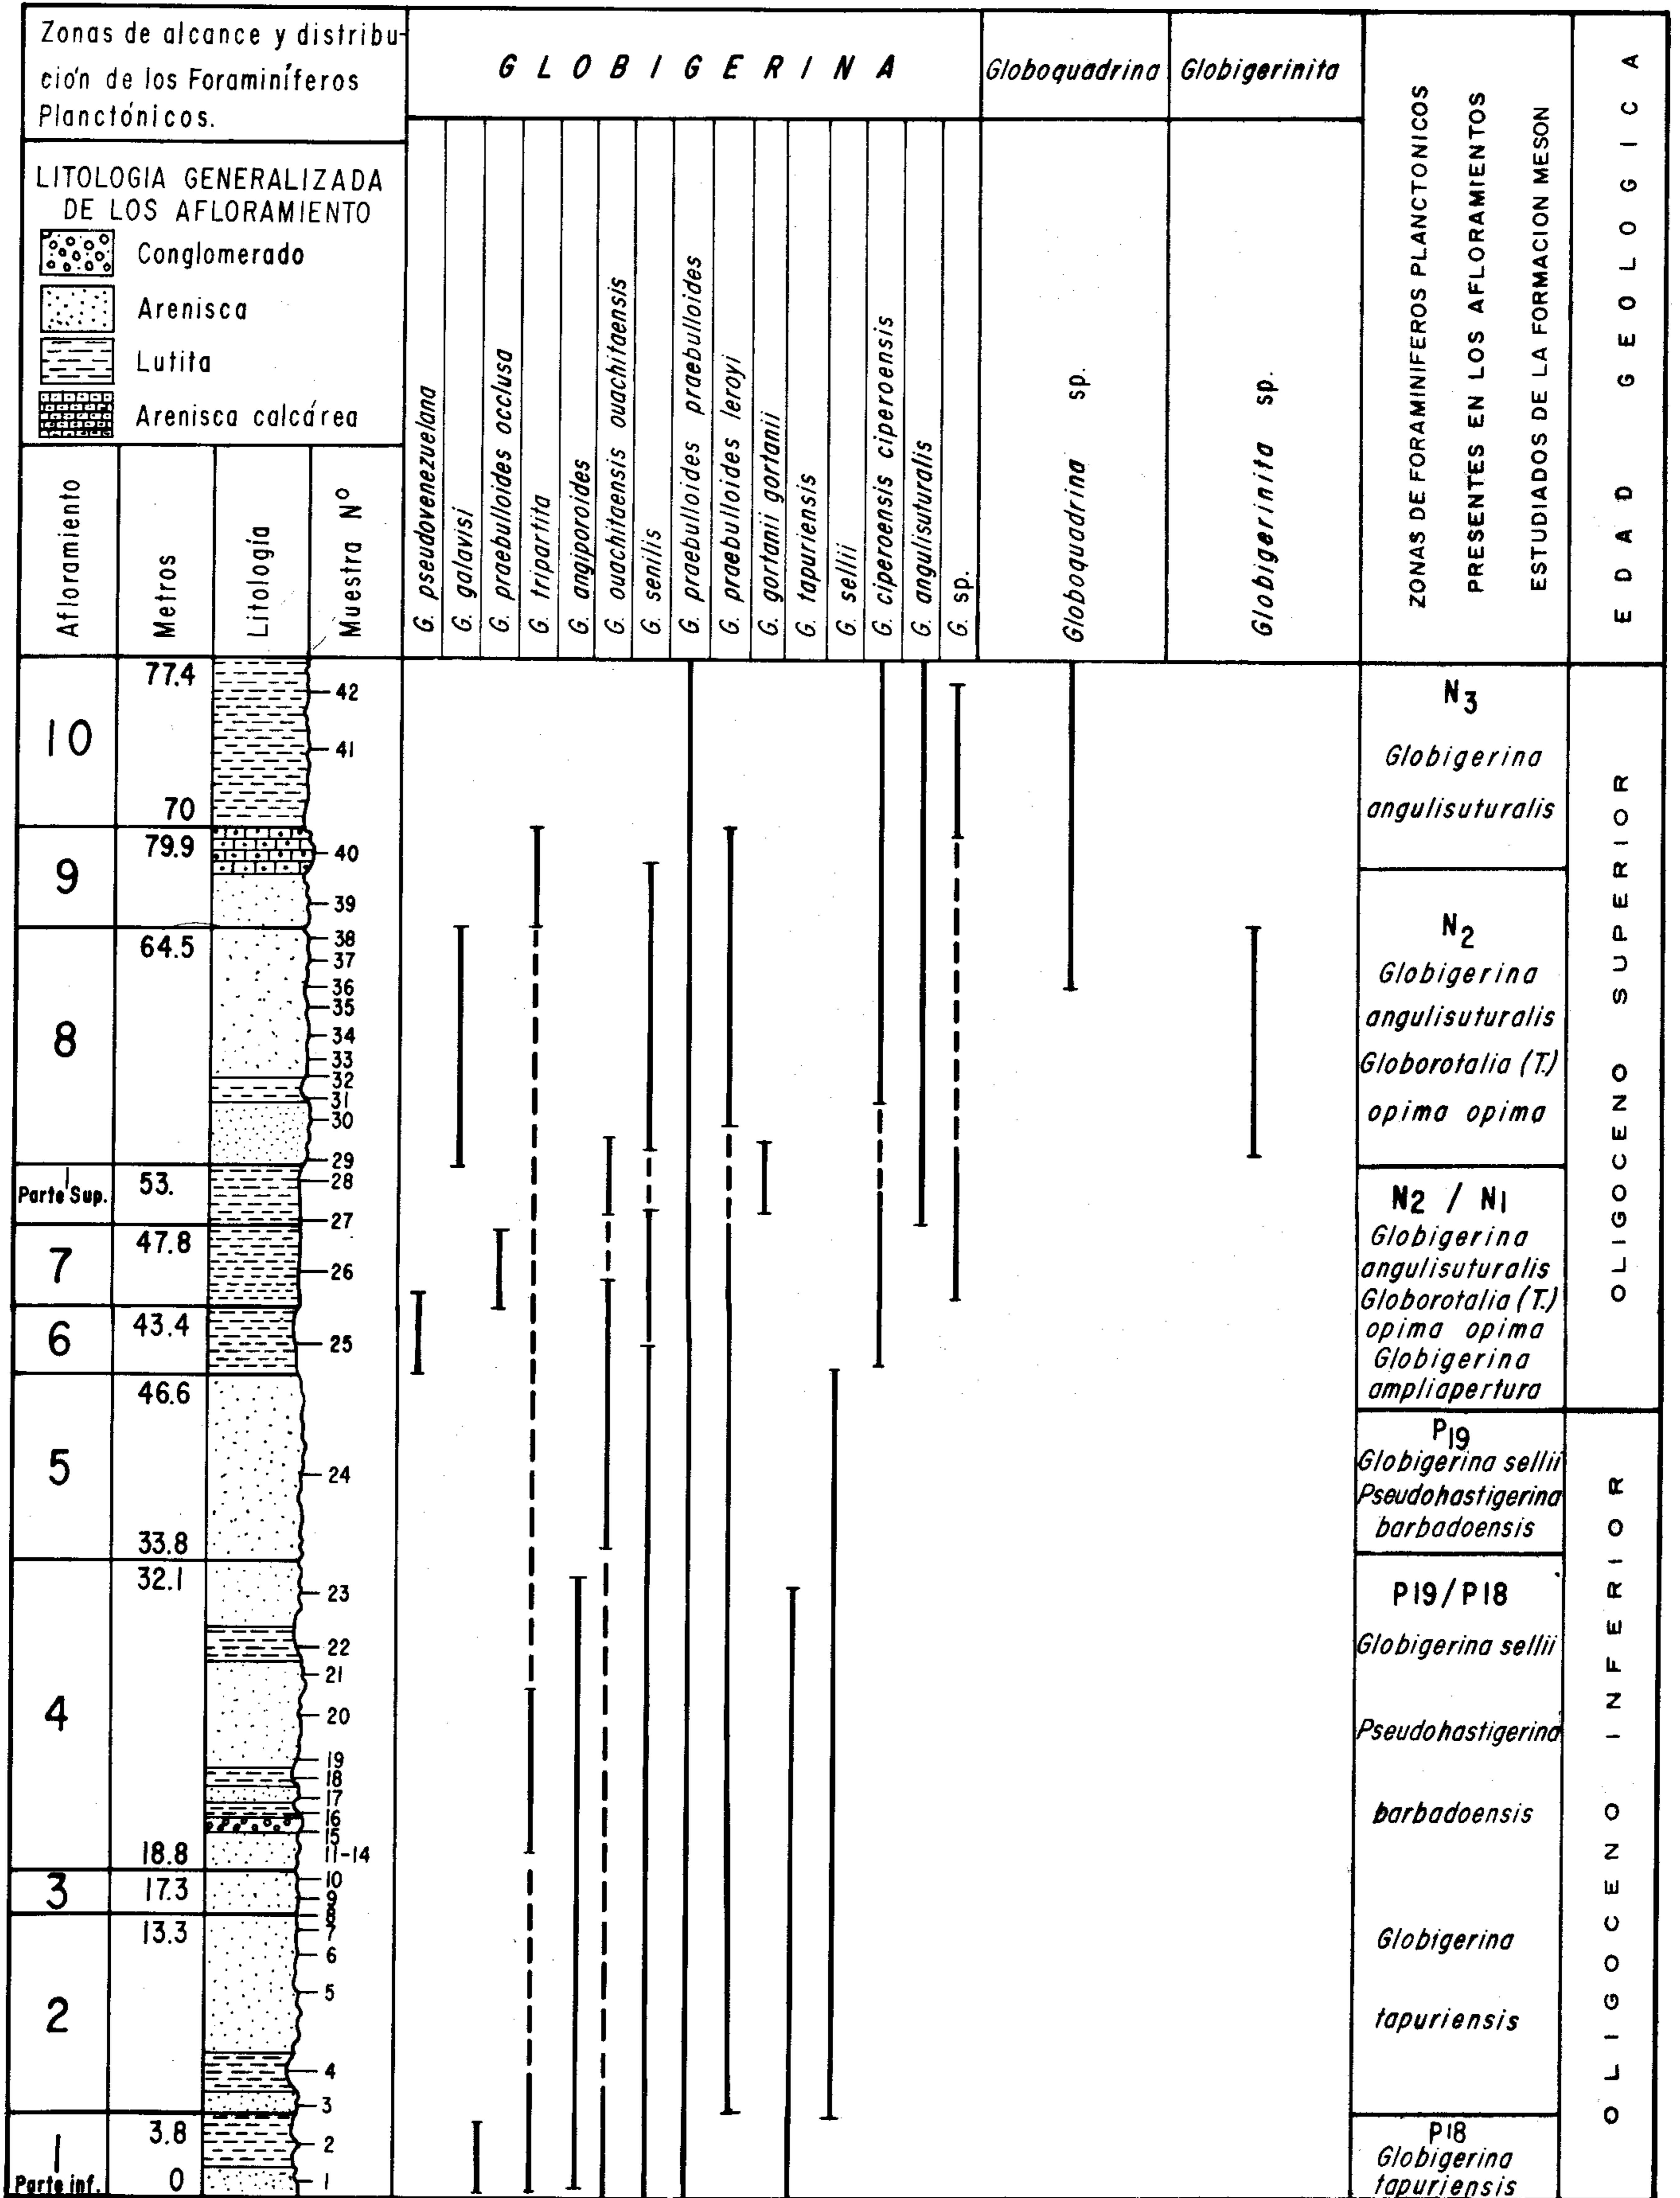 Zonas de alcance y distribu-
ción de los Foraminíferos
Planctónicos.
LITOLOGIA GENERALIZADA
DE LOS AFLORAMIENTO
Conglomerado
Arenisca
Lutita
Arenisca calcárea
Afloramiento
Metros
Litología
Muestra Nº
GLOBIGERINA
Globoquadrina
Globigerinita
G. pseudovenezuelana
G. galavisi
G. praebulloides occlusa
G. tripartita
G. angiporoides
G. ouachitaensis ouachitaensis
G. senilis
G. praebulloides praebulloides
G. praebulloides leroyi
G. gortanii gortanii
G. tapuriensis
G. sellii
G. ciperoensis ciperoensis
G. angulisuturalis
G. sp.
Globoquadrina sp.
Globigerinita sp.
ZONAS DE FORAMINIFEROS PLANCTONICOS
PRESENTES EN LOS AFLORAMIENTOS
ESTUDIADOS DE LA FORMACION MESON
EDAD GEOLOGICA
10
77.4
70
42
41
9
79.9
40
39
8
64.5
38
37
36
35
34
33
32
31
30
29
1
Parte Sup.
53.
28
27
7
47.8
26
6
43.4
25
5
46.6
33.8
24
4
32.1
18.8
23
22
21
20
19
18
17
16
15
11-14
3
17.3
10
9
8
2
13.3
7
6
5
4
3
1
Parte inf.
3.8
0
2
1
N3
Globigerina
angulisuturalis
N2
Globigerina
angulisuturalis
Globorotalia (T.)
opima opima
N2 / N1
Globigerina
angulisuturalis
Globorotalia (T.)
opima opima
Globigerina
ampliapertura
P19
Globigerina sellii
Pseudohastigerina
barbadoensis
P19/P18
Globigerina sellii
Pseudohastigerina
barbadoensis
Globigerina
tapuriensis
P18
Globigerina
tapuriensis
OLIGOCENO SUPERIOR
OLIGOCENO INFERIOR